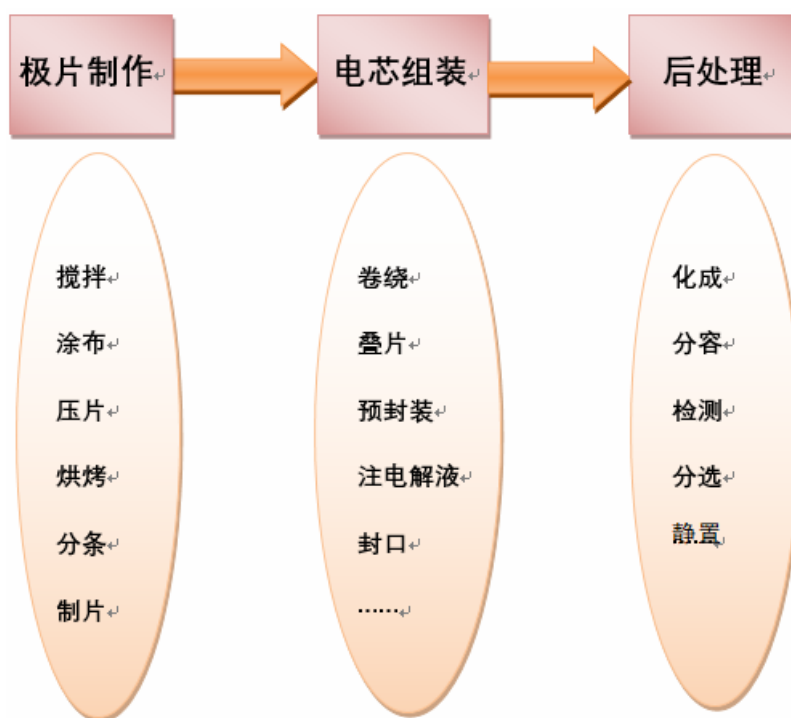 极片制作
电芯组装
后处理
搅拌
涂布
压片
烘烤
分条
制片
卷绕
叠片
预封装
注电解液
封口
……
化成
分容
检测
分选
静置
……